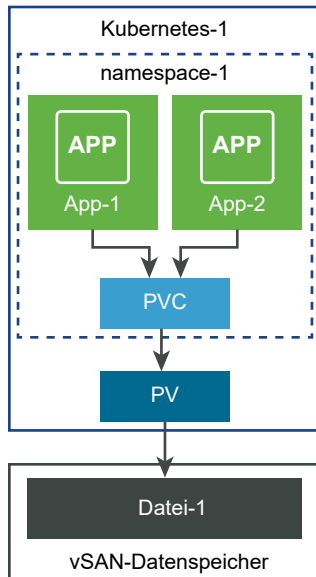 Kubernetes-1
namespace-1
APP APP
App-1 App-2
PVC
PV
Datei-1
vSAN-Datenspeicher